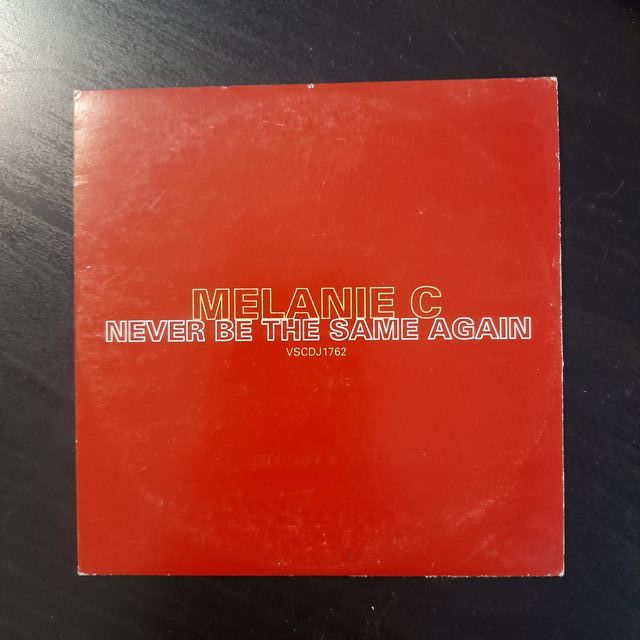 MELANIE C
NEVER BE THE SAME AGAIN
VSCDJ1762